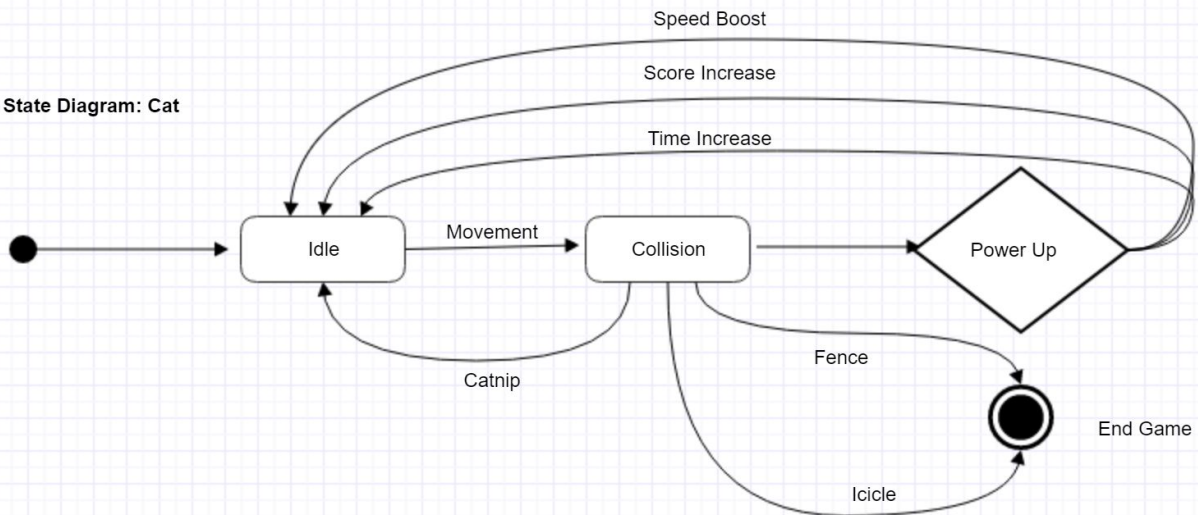 Speed Boost
Score Increase
State Diagram: Cat
Time Increase
Movement
Idle
Collision
Power Up
Fence
Catnip
End Game
Icicle